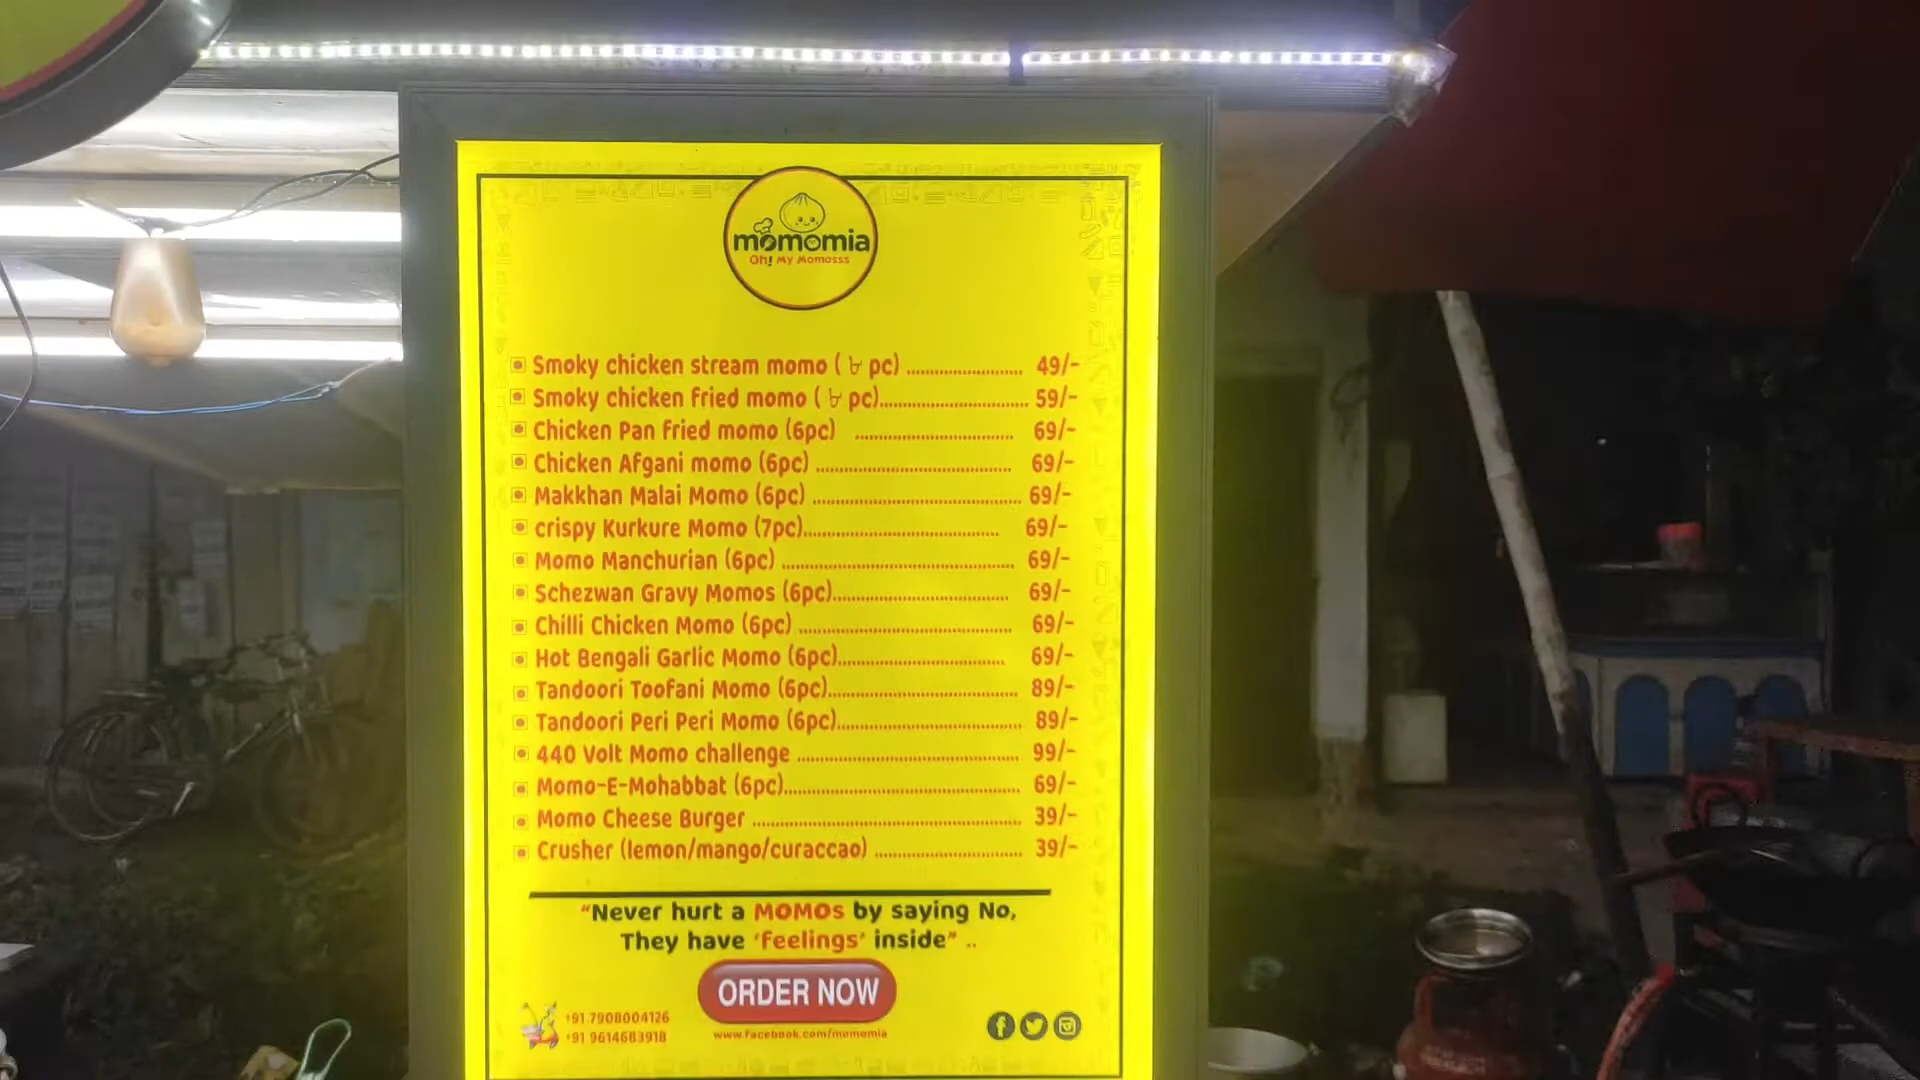 momomia
Oh! My Momosss
Smoky chicken stream momo ( ৮ pc) ........................ 49/-
Smoky chicken fried momo ( ৮ pc)............................... 59/-
Chicken Pan fried momo (6pc) ................................. 69/-
Chicken Afgani momo (6pc) ........................................ 69/-
Makkhan Malai Momo (6pc) ........................................... 69/-
crispy Kurkure Momo (7pc)........................................ 69/-
Momo Manchurian (6pc) ................................................ 69/-
Schezwan Gravy Momos (6pc).................................... 69/-
Chilli Chicken Momo (6pc) ............................................ 69/-
Hot Bengali Garlic Momo (6pc)................................... 69/-
Tandoori Toofani Momo (6pc)....................................... 89/-
Tandoori Peri Peri Momo (6pc)...................................... 89/-
440 Volt Momo challenge .............................................. 99/-
Momo-E-Mohabbat (6pc)................................................. 69/-
Momo Cheese Burger ........................................................ 39/-
Crusher (lemon/mango/curaccao) ............................... 39/-
"Never hurt a MOMOs by saying No,
They have 'feelings' inside" ..
ORDER NOW
+91 7908004126
+91 9614683918
www.facebook.com/momomia